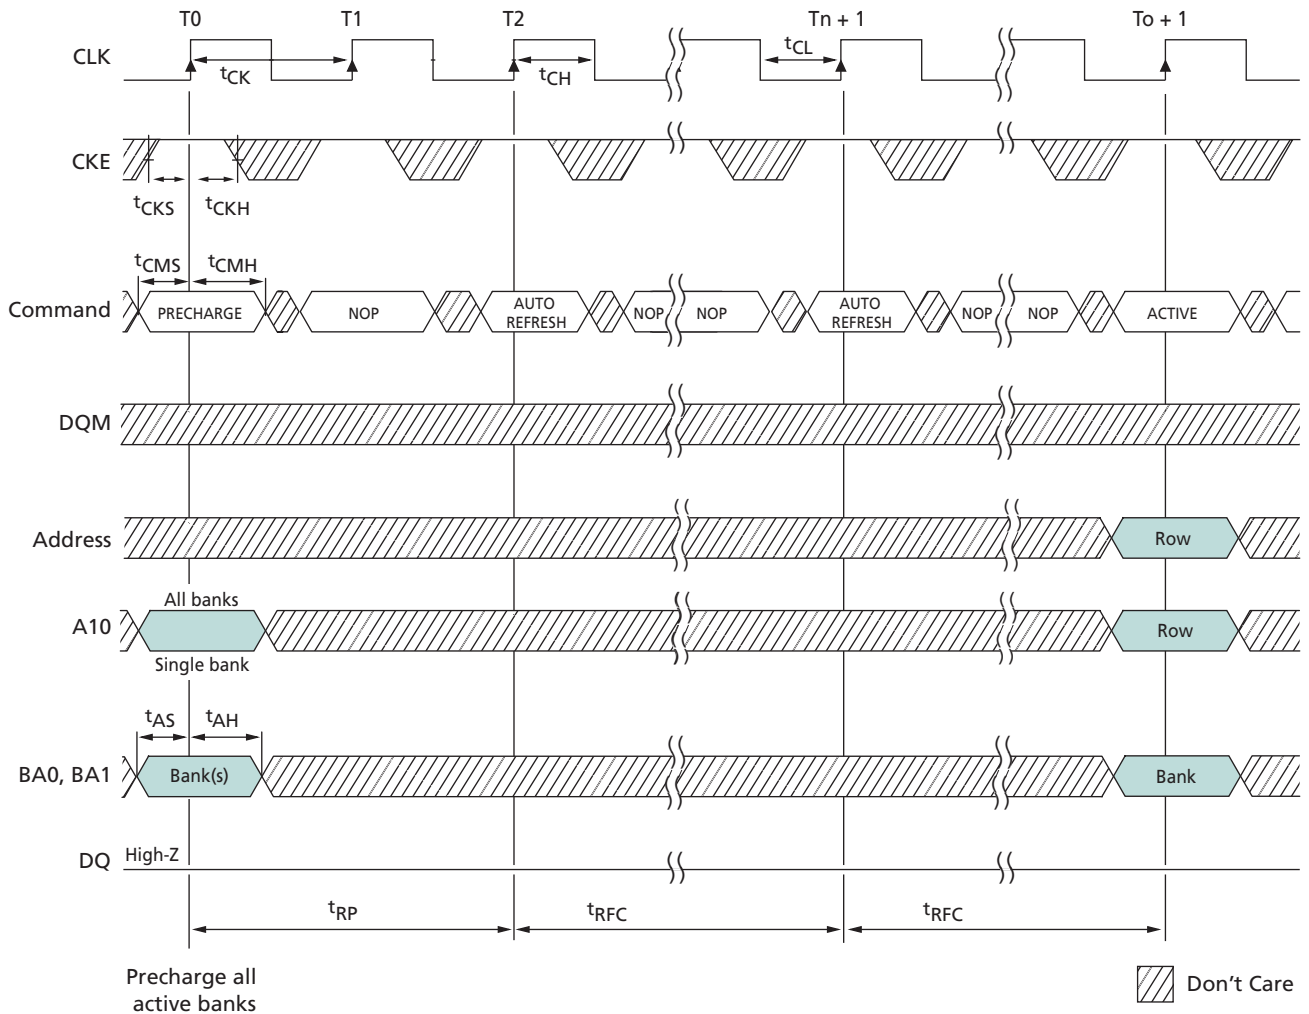 T0 T1 T2 Tn + 1 To + 1
CLK
tCK tCH tCL
CKE
tCKS tCKH
tCMS tCMH
Command PRECHARGE NOP AUTO REFRESH NOP NOP AUTO REFRESH NOP NOP ACTIVE
DQM
Address Row
All banks
A10 Row
Single bank
tAS tAH
BA0, BA1 Bank(s) Bank
DQ High-Z
tRP tRFC tRFC
Precharge all
active banks
Don't Care